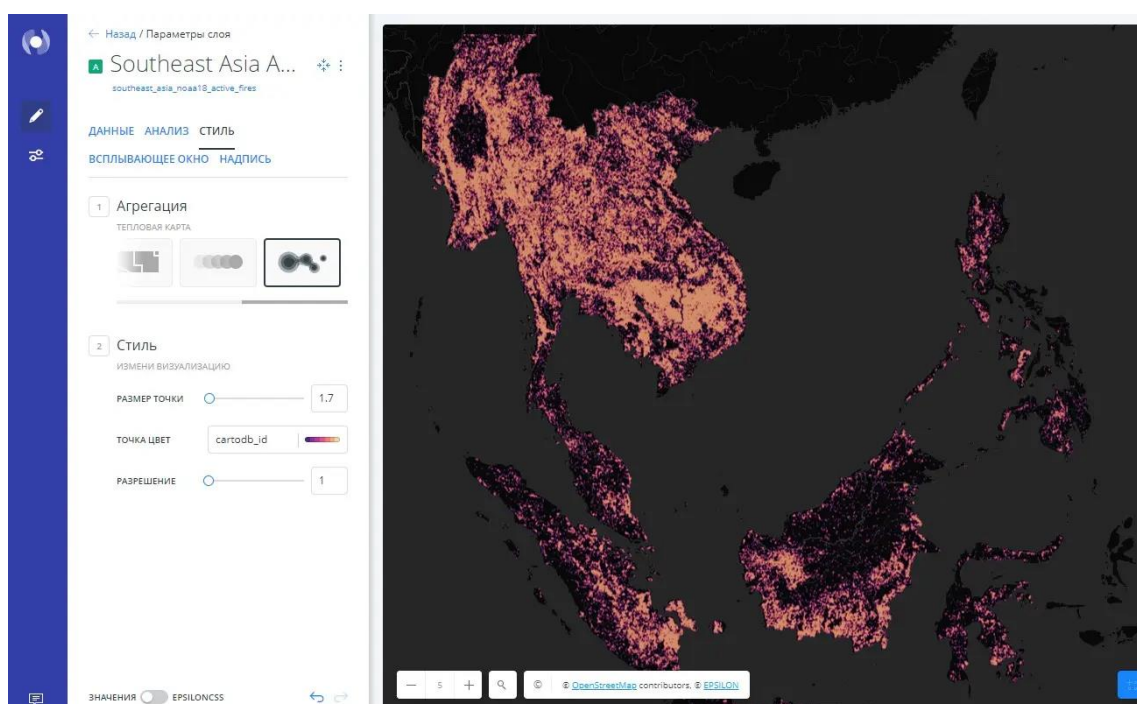 ← Назад / Параметры слоя
A Southeast Asia A...
southeast_asia_noaa18_active_fires
ДАННЫЕ АНАЛИЗ СТИЛЬ
ВСПЛЫВАЮЩЕЕ ОКНО НАДПИСЬ
1 Агрегация
ТЕПЛОВАЯ КАРТА
2 Стиль
ИЗМЕНИ ВИЗУАЛИЗАЦИЮ
РАЗМЕР ТОЧКИ 1.7
ТОЧКА ЦВЕТ cartodb_id
РАЗРЕШЕНИЕ 1
ЗНАЧЕНИЯ EPSILONCSS
— 5 + © © OpenStreetMap contributors, © EPSILON